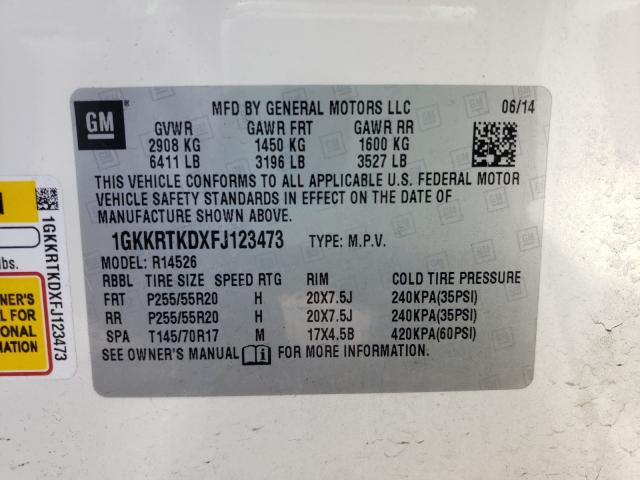 GM
MFD BY GENERAL MOTORS LLC 06/14
GVWR GAWR FRT GAWR RR
2908 KG 1450 KG 1600 KG
6411 LB 3196 LB 3527 LB
THIS VEHICLE CONFORMS TO ALL APPLICABLE U.S. FEDERAL MOTOR
VEHICLE SAFETY STANDARDS IN EFFECT ON THE DATE OF
MANUFACTURE SHOWN ABOVE.
1GKKRTKDXFJ123473 TYPE: M.P.V.
MODEL: R14526
RBBL TIRE SIZE SPEED RTG RIM COLD TIRE PRESSURE
FRT P255/55R20 H 20X7.5J 240KPA(35PSI)
RR P255/55R20 H 20X7.5J 240KPA(35PSI)
SPA T145/70R17 M 17X4.5B 420KPA(60PSI)
SEE OWNER'S MANUAL FOR MORE INFORMATION.
1GKKRTKDXFJ123473
lbs.
NER'S
L FOR
ONAL
MATION